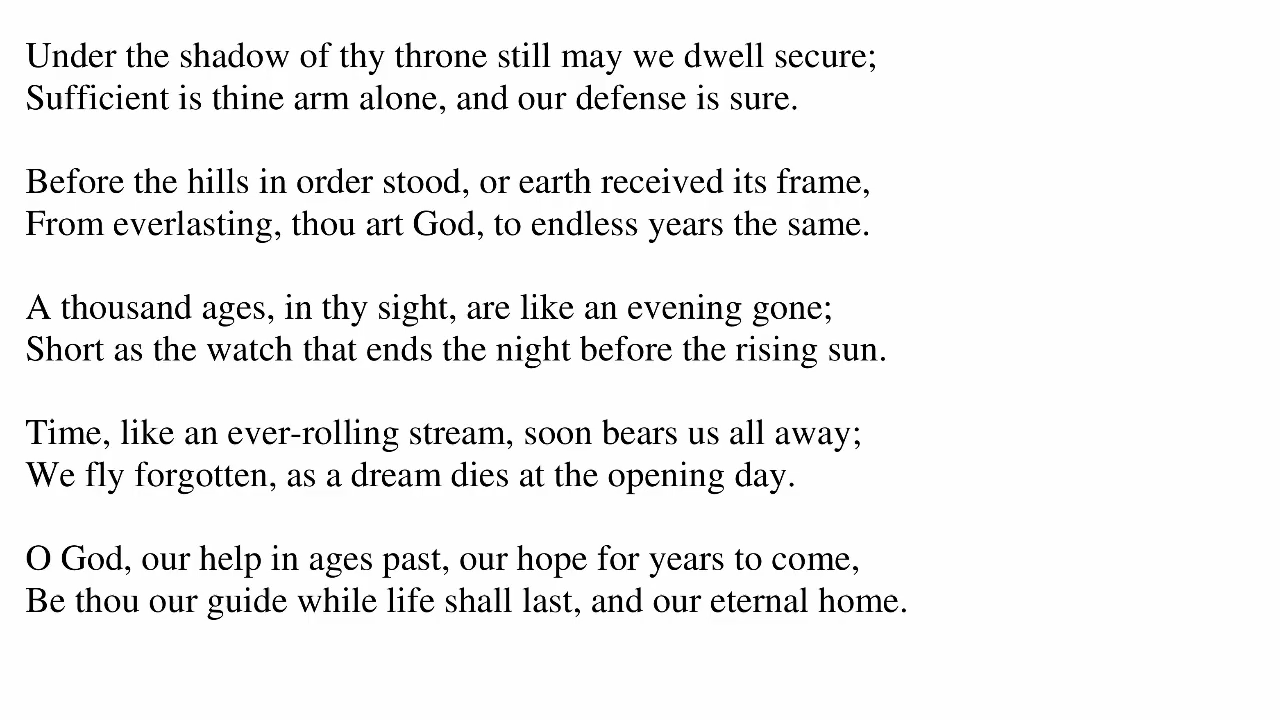 Under the shadow of thy throne still may we dwell secure;
Sufficient is thine arm alone, and our defense is sure.
Before the hills in order stood, or earth received its frame,
From everlasting, thou art God, to endless years the same.
A thousand ages, in thy sight, are like an evening gone;
Short as the watch that ends the night before the rising sun.
Time, like an ever-rolling stream, soon bears us all away;
We fly forgotten, as a dream dies at the opening day.
O God, our help in ages past, our hope for years to come,
Be thou our guide while life shall last, and our eternal home.